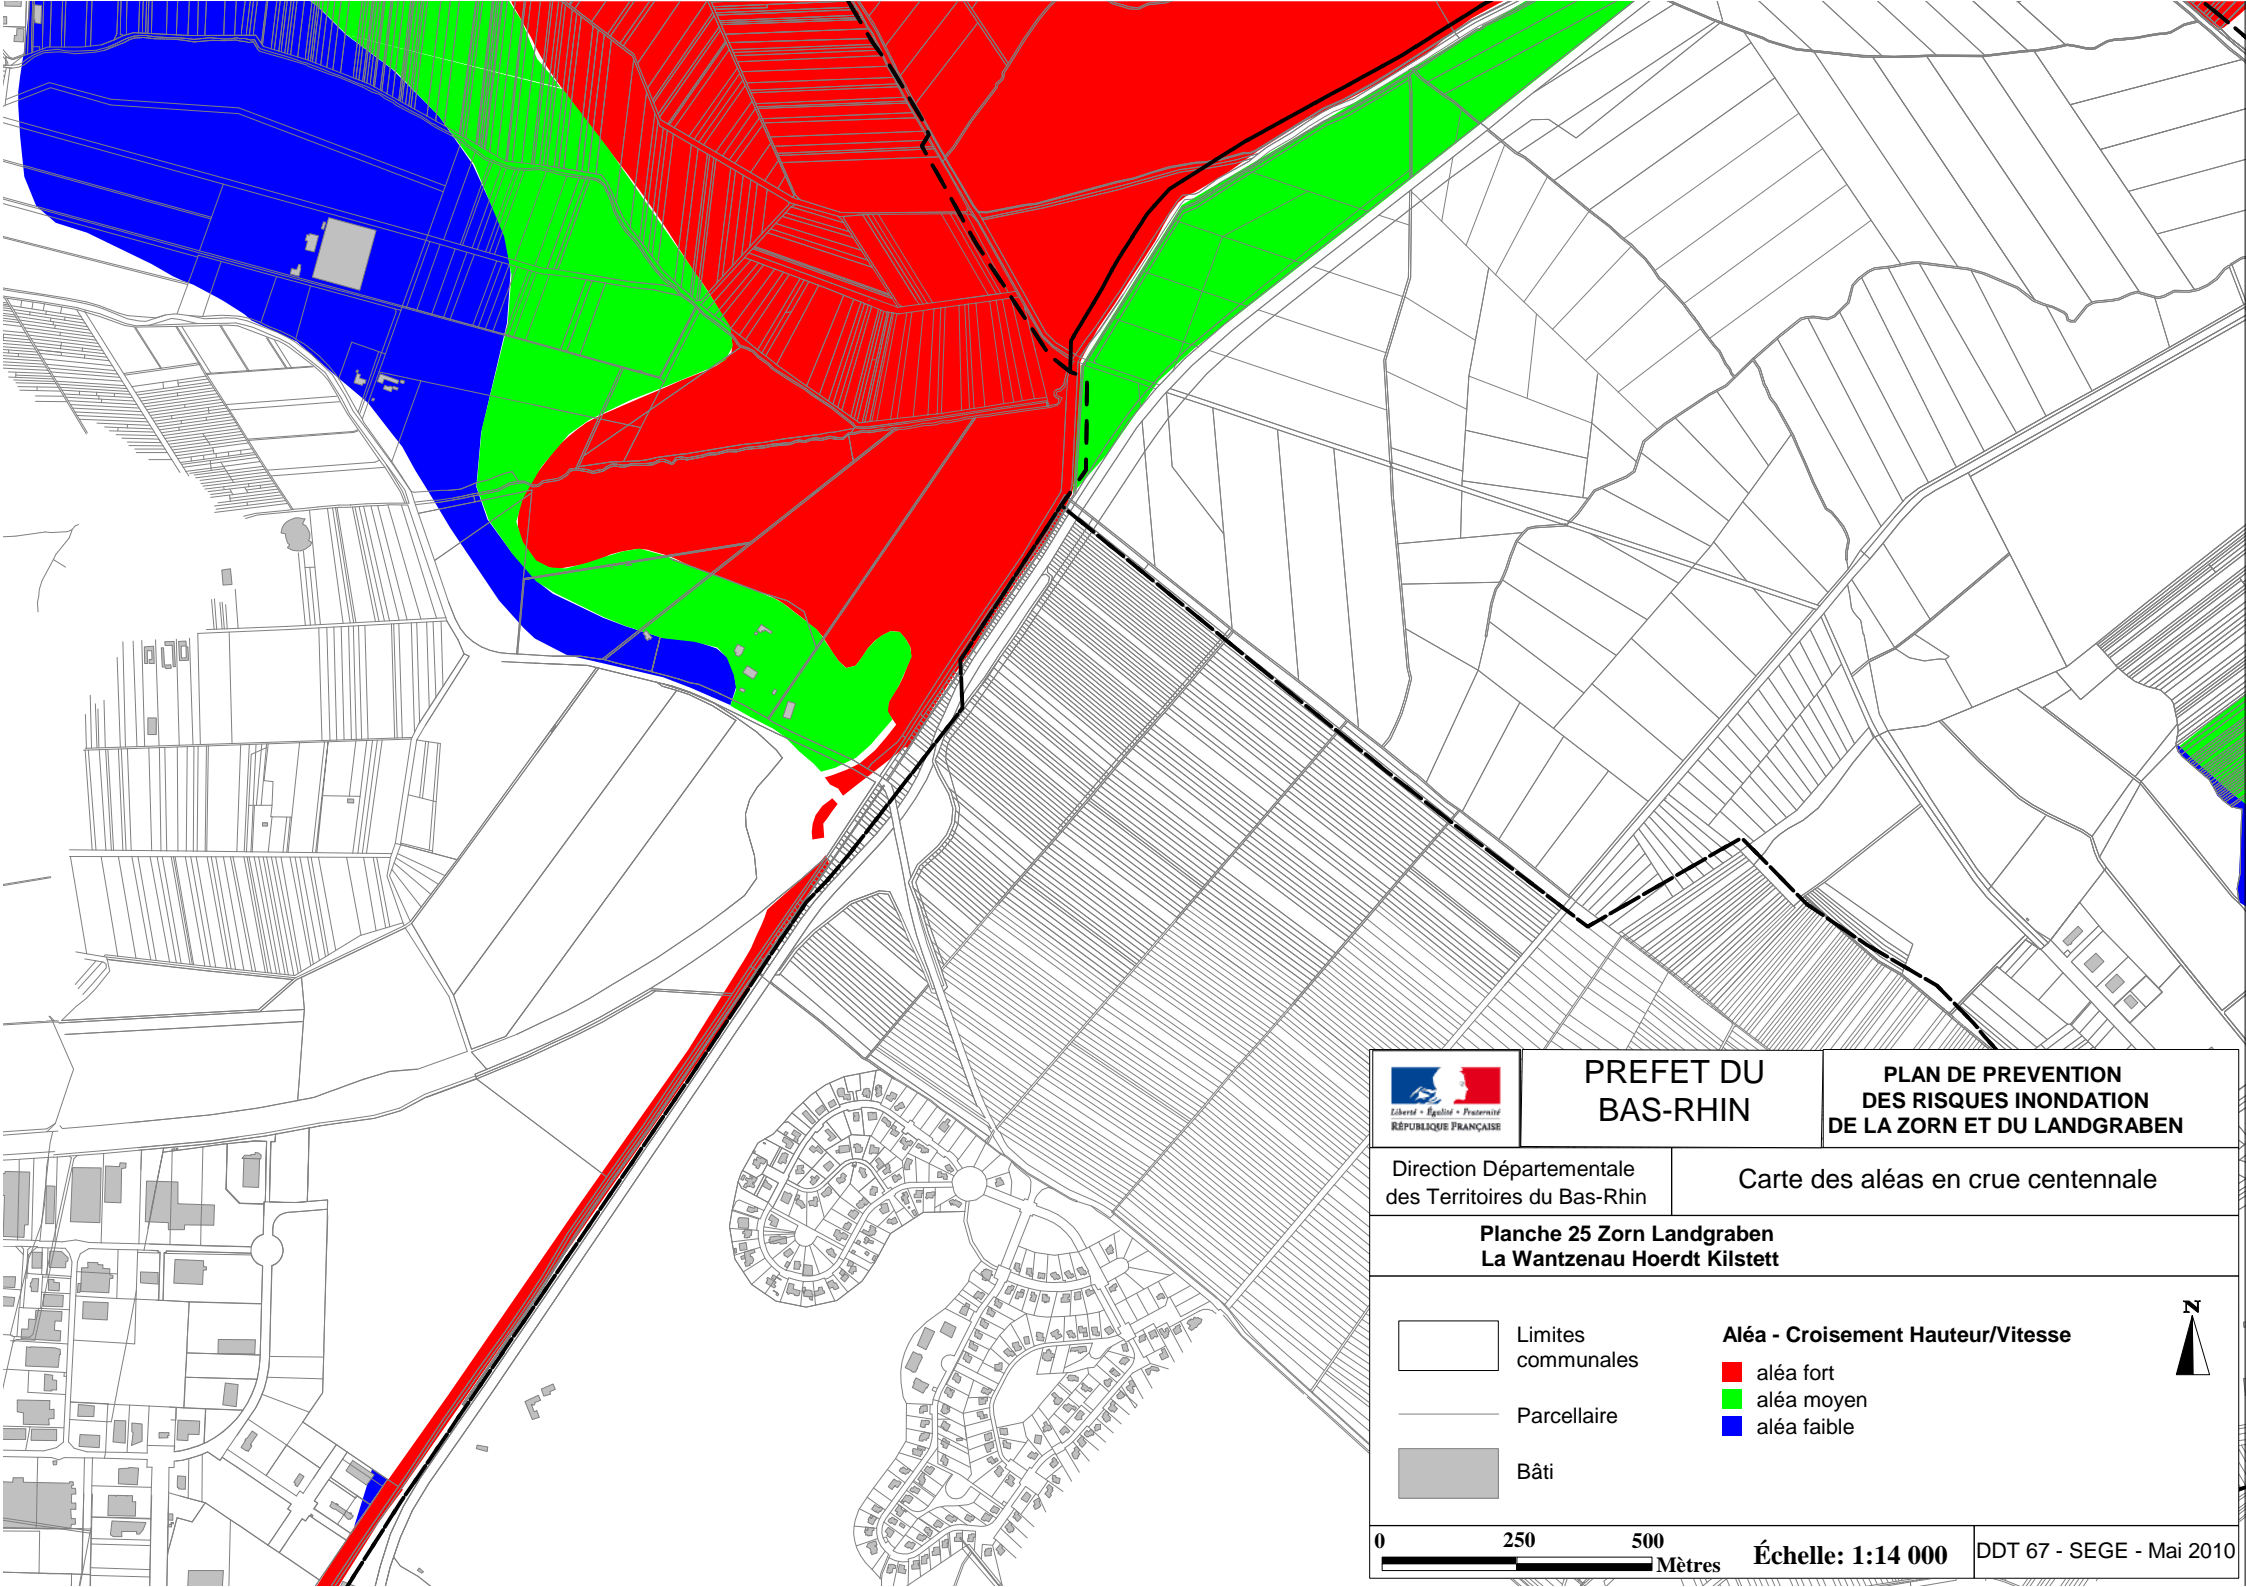 Liberté • Égalité • Fraternité
RÉPUBLIQUE FRANÇAISE
PREFET DU
BAS-RHIN
PLAN DE PREVENTION
DES RISQUES INONDATION
DE LA ZORN ET DU LANDGRABEN
Direction Départementale
des Territoires du Bas-Rhin
Carte des aléas en crue centennale
Planche 25 Zorn Landgraben
La Wantzenau Hoerdt Kilstett
Limites
communales
Parcellaire
Bâti
Aléa - Croisement Hauteur/Vitesse
aléa fort
aléa moyen
aléa faible
N
0 250 500
Mètres
Échelle: 1:14 000
DDT 67 - SEGE - Mai 2010